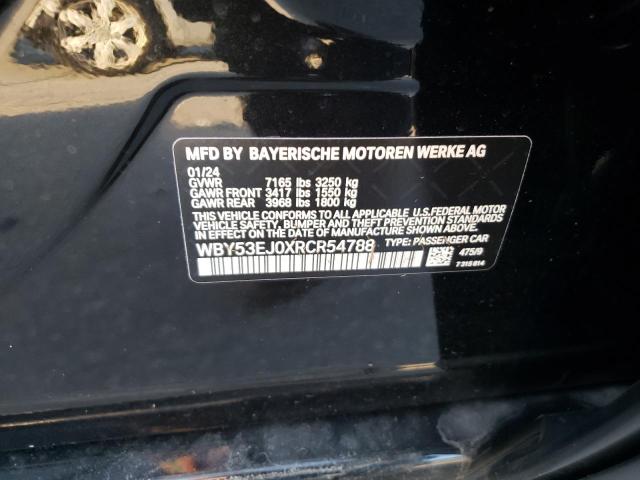 MFD BY BAYERISCHE MOTOREN WERKE AG
01/24
GVWR 7165 lbs 3250 kg
GAWR FRONT 3417 lbs 1550 kg
GAWR REAR 3968 lbs 1800 kg
THIS VEHICLE CONFORMS TO ALL APPLICABLE U.S.FEDERAL MOTOR
VEHICLE SAFETY, BUMPER, AND THEFT PREVENTION STANDARDS
IN EFFECT ON THE DATE OF MANUFACTURE SHOWN ABOVE.
WBY53EJ0XRCR54788 TYPE: PASSENGER CAR
475/9
7315814